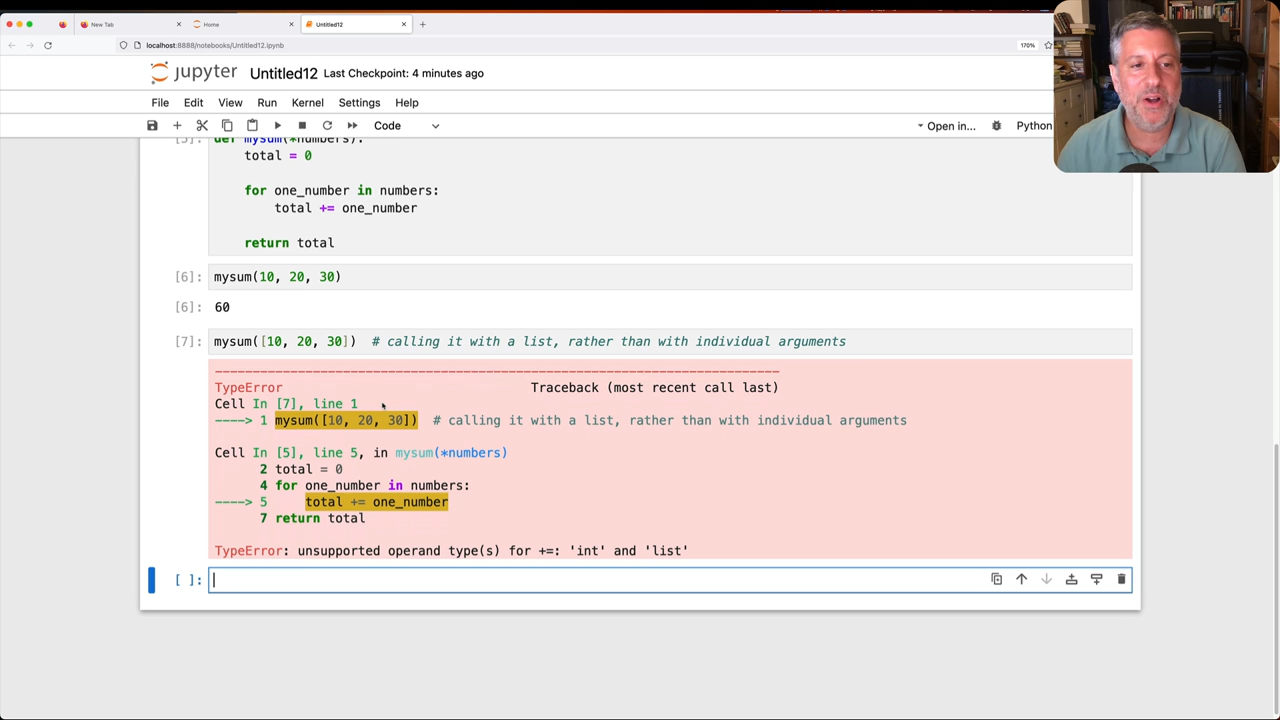 New Tab
Home
Untitled12
localhost:8888/notebooks/Untitled12.ipynb
170%
jupyter Untitled12 Last Checkpoint: 4 minutes ago
File Edit View Run Kernel Settings Help
Code
Open in...
Python
[5]: def mysum(*numbers):
total = 0
for one_number in numbers:
total += one_number
return total
[6]: mysum(10, 20, 30)
[6]: 60
[7]: mysum([10, 20, 30]) # calling it with a list, rather than with individual arguments
---------------------------------------------------------------------------
TypeError Traceback (most recent call last)
Cell In [7], line 1
----> 1 mysum([10, 20, 30]) # calling it with a list, rather than with individual arguments
Cell In [5], line 5, in mysum(*numbers)
2 total = 0
4 for one_number in numbers:
----> 5 total += one_number
7 return total
TypeError: unsupported operand type(s) for +=: 'int' and 'list'
[ ]: